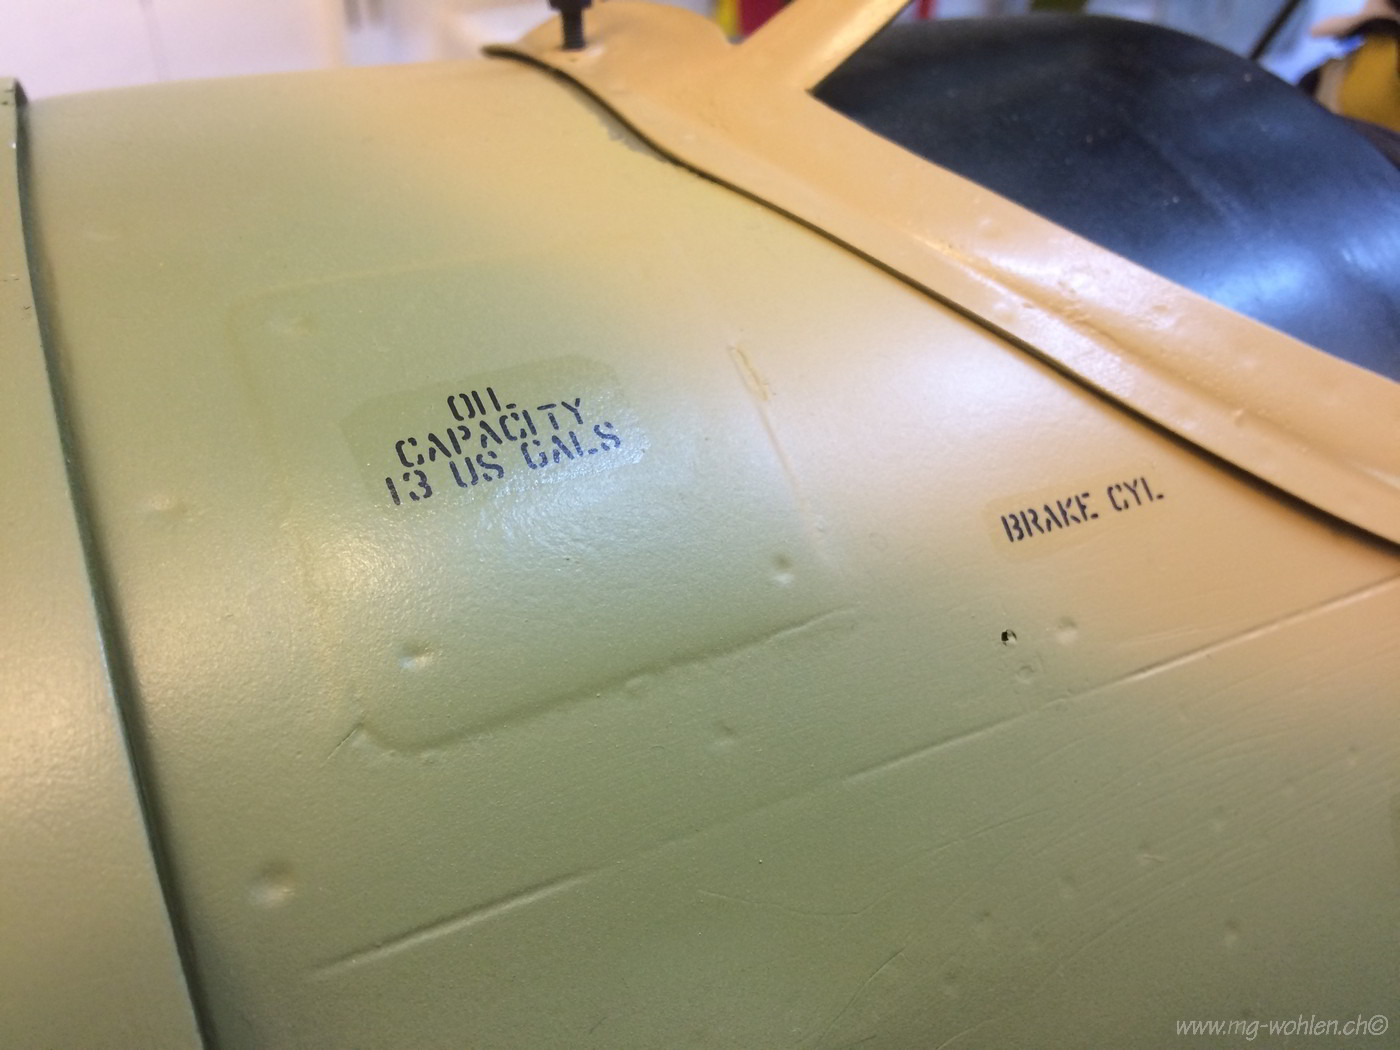 OIL
CAPACITY
13 US GALS
BRAKE CYL
www.mg-wohlen.ch©